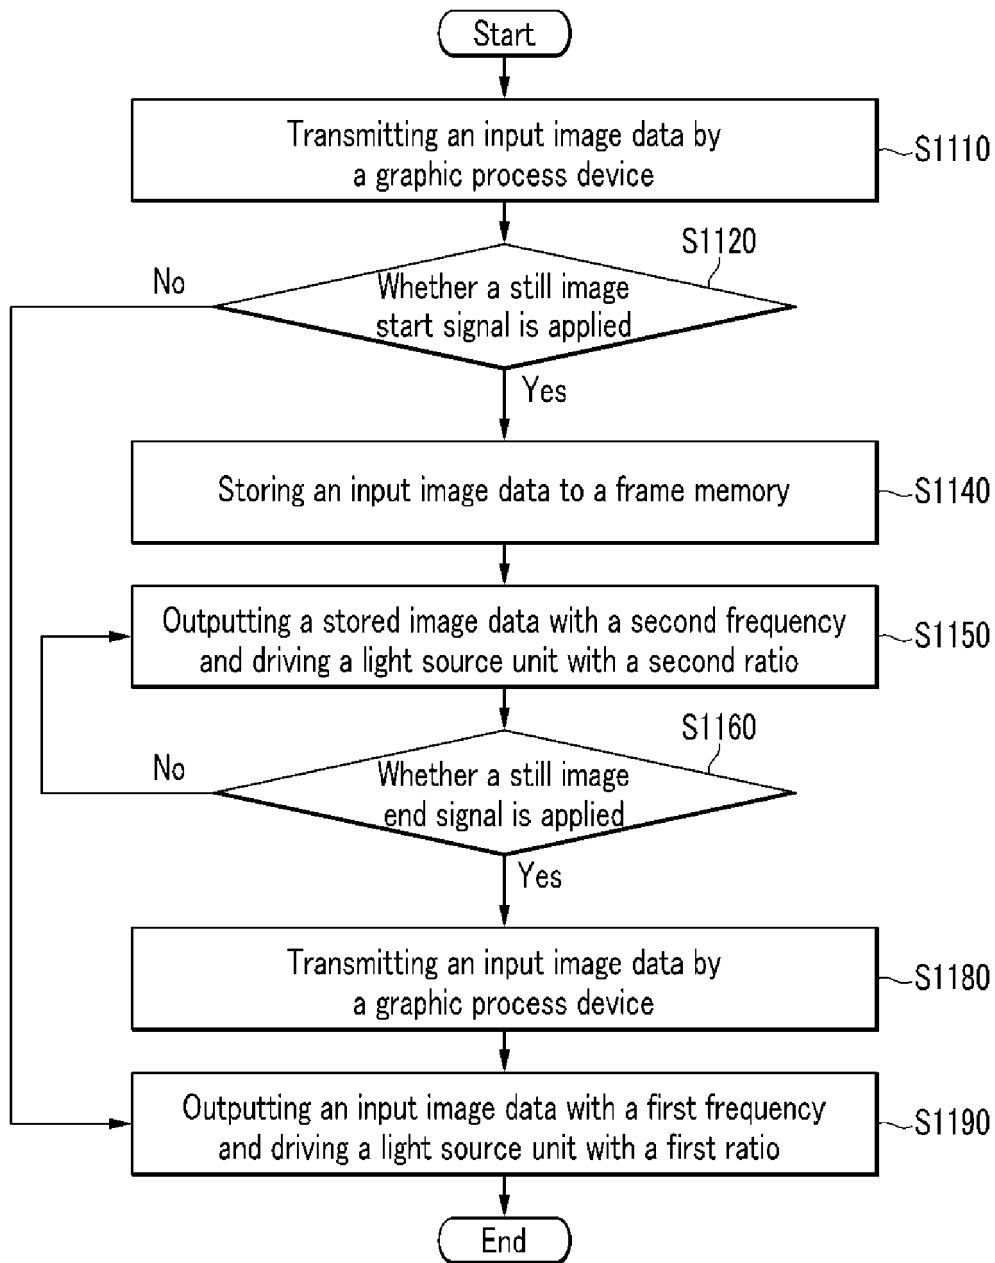 Start
Transmitting an input image data by
a graphic process device
S1110
S1120
No
Whether a still image
start signal is applied
Yes
Storing an input image data to a frame memory
S1140
Outputting a stored image data with a second frequency
and driving a light source unit with a second ratio
S1150
S1160
No
Whether a still image
end signal is applied
Yes
Transmitting an input image data by
a graphic process device
S1180
Outputting an input image data with a first frequency
and driving a light source unit with a first ratio
S1190
End